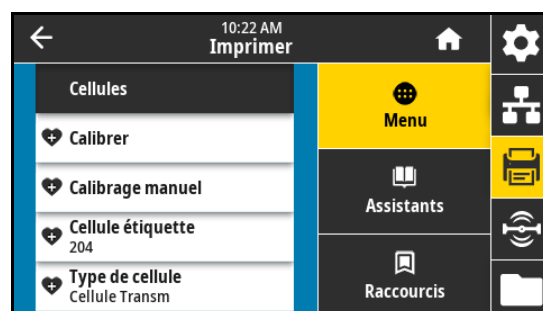 10:22 AM
Imprimer
Cellules
Calibrer
Calibrage manuel
Cellule étiquette
204
Type de cellule
Cellule Transm
Menu
Assistants
Raccourcis